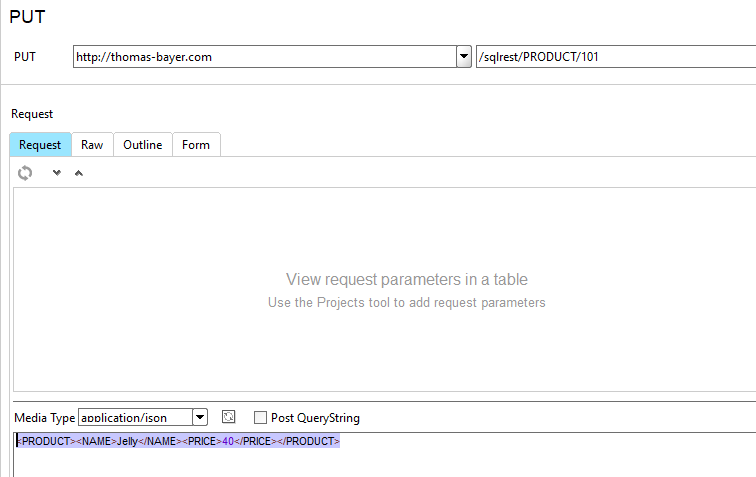 PUT
PUT http://thomas-bayer.com /sqlrest/PRODUCT/101
Request
Request Raw Outline Form
View request parameters in a table
Use the Projects tool to add request parameters
Media Type application/json Post QueryString
<PRODUCT><NAME>Jelly</NAME><PRICE>40</PRICE></PRODUCT>